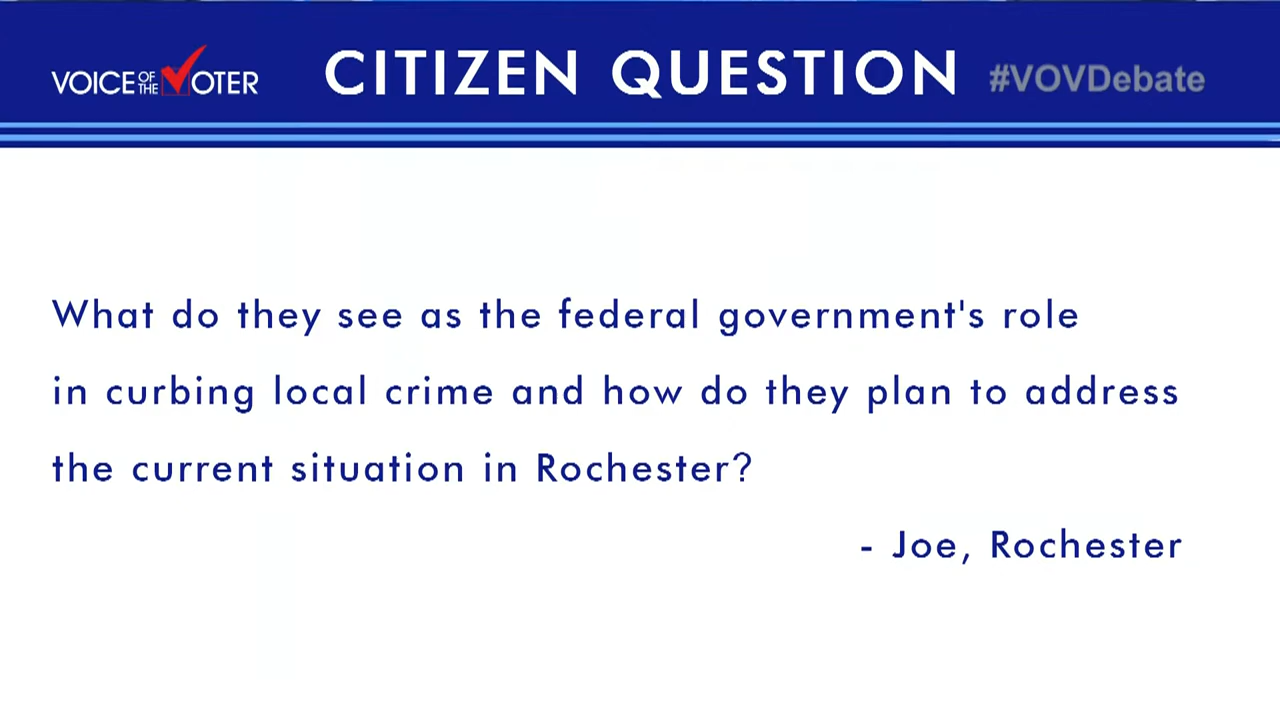 VOICE OF THE VOTER CITIZEN QUESTION #VOVDebate
What do they see as the federal government's role
in curbing local crime and how do they plan to address
the current situation in Rochester?
- Joe, Rochester